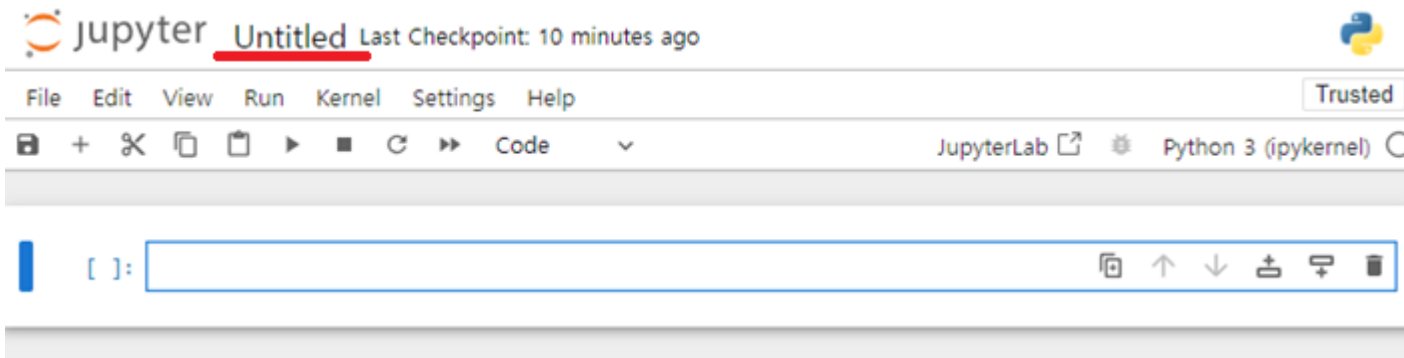 jupyter Untitled Last Checkpoint: 10 minutes ago
File Edit View Run Kernel Settings Help Trusted
Code JupyterLab Python 3 (ipykernel)
[ ]: